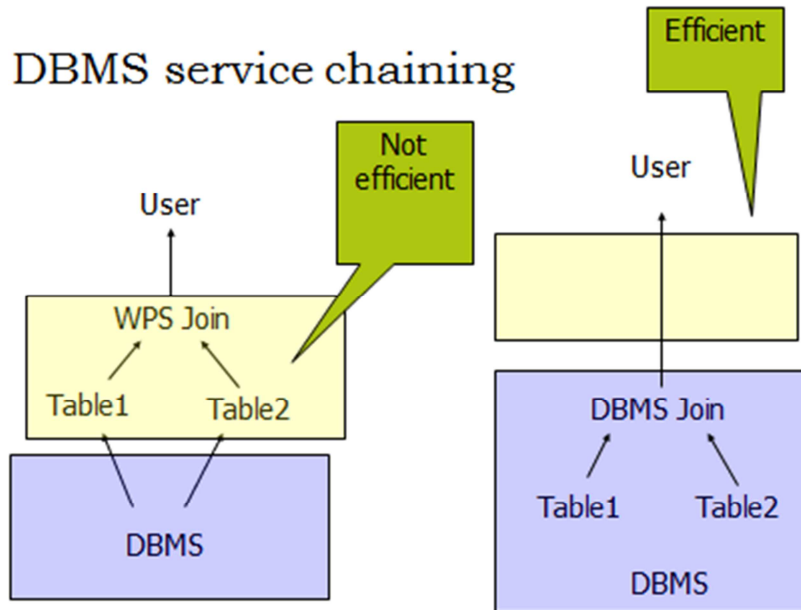 DBMS service chaining
Not
efficient
User
WPS Join
Table1
Table2
DBMS
Efficient
User
DBMS Join
Table1
Table2
DBMS